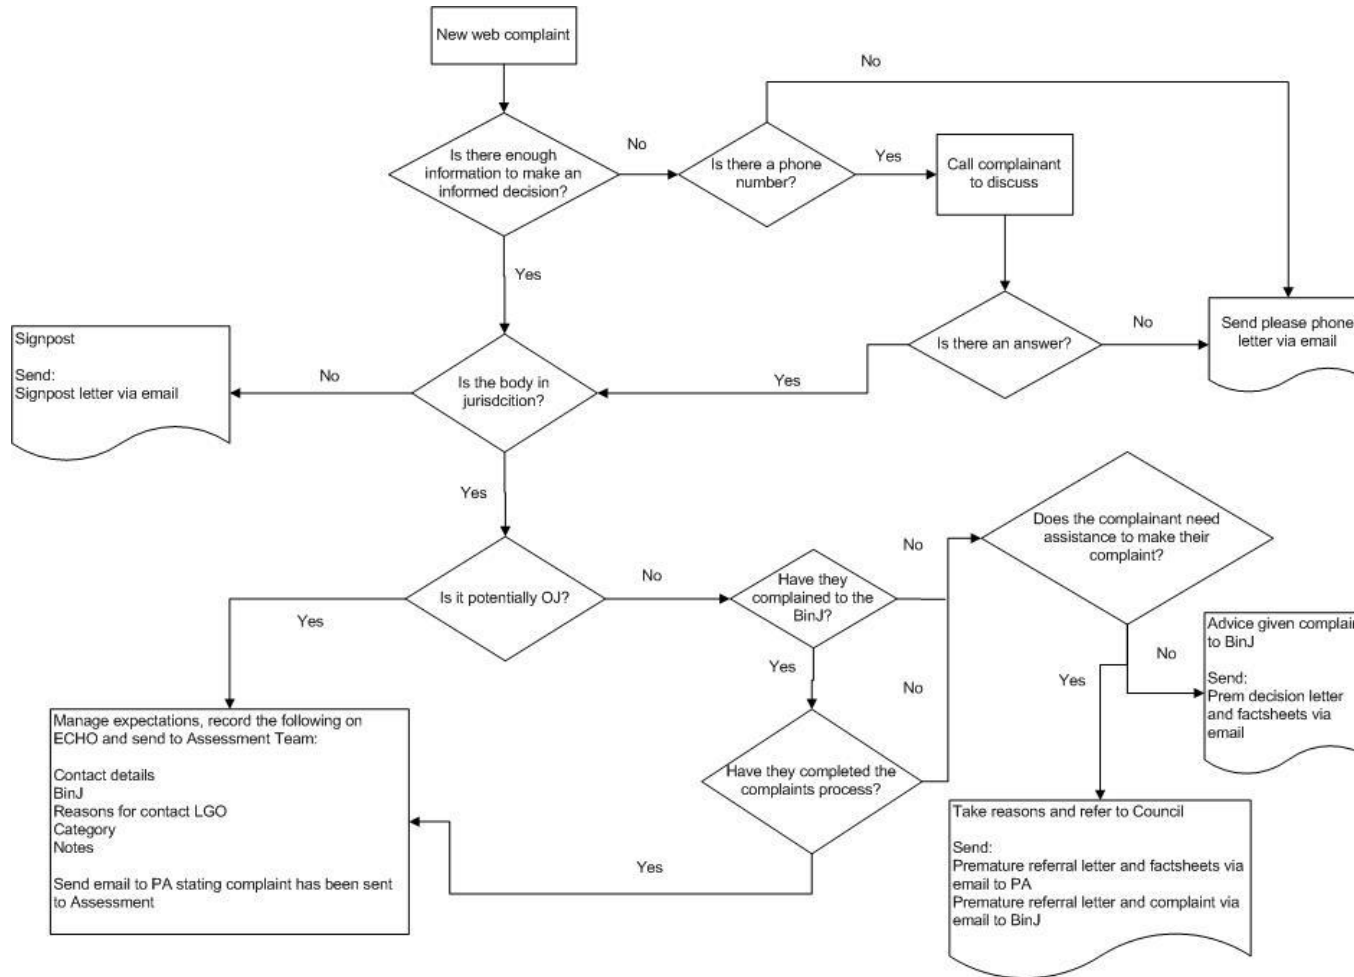 New web complaint
No
Is there enough
information to make an
informed decision?
No
Is there a phone
number?
Yes
Call complainant
to discuss
Yes
Signpost
Send:
Signpost letter via email
No
Is the body in
jurisdcition?
Yes
Is there an answer?
No
Send please phone
letter via email
Yes
Is it potentially OJ?
No
Have they
complained to the
BinJ?
No
Does the complainant need
assistance to make their
complaint?
Yes
Yes
No
Yes
No
Advice given complain
to BinJ
Send:
Prem decision letter
and factsheets via
email
Manage expectations, record the following on
ECHO and send to Assessment Team:
Contact details
BinJ
Reasons for contact LGO
Category
Notes
Send email to PA stating complaint has been sent
to Assessment
Have they completed the
complaints process?
Yes
Take reasons and refer to Council
Send:
Premature referral letter and factsheets via
email to PA
Premature referral letter and complaint via
email to BinJ